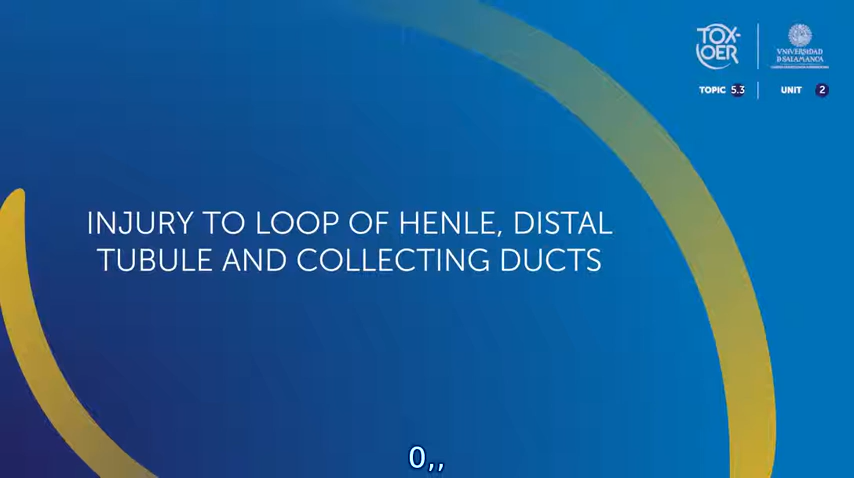 TOX-
OER
VNIVERSIDAD
D SALAMANCA
TOPIC 5.3
UNIT 2
INJURY TO LOOP OF HENLE, DISTAL
TUBULE AND COLLECTING DUCTS
0,,